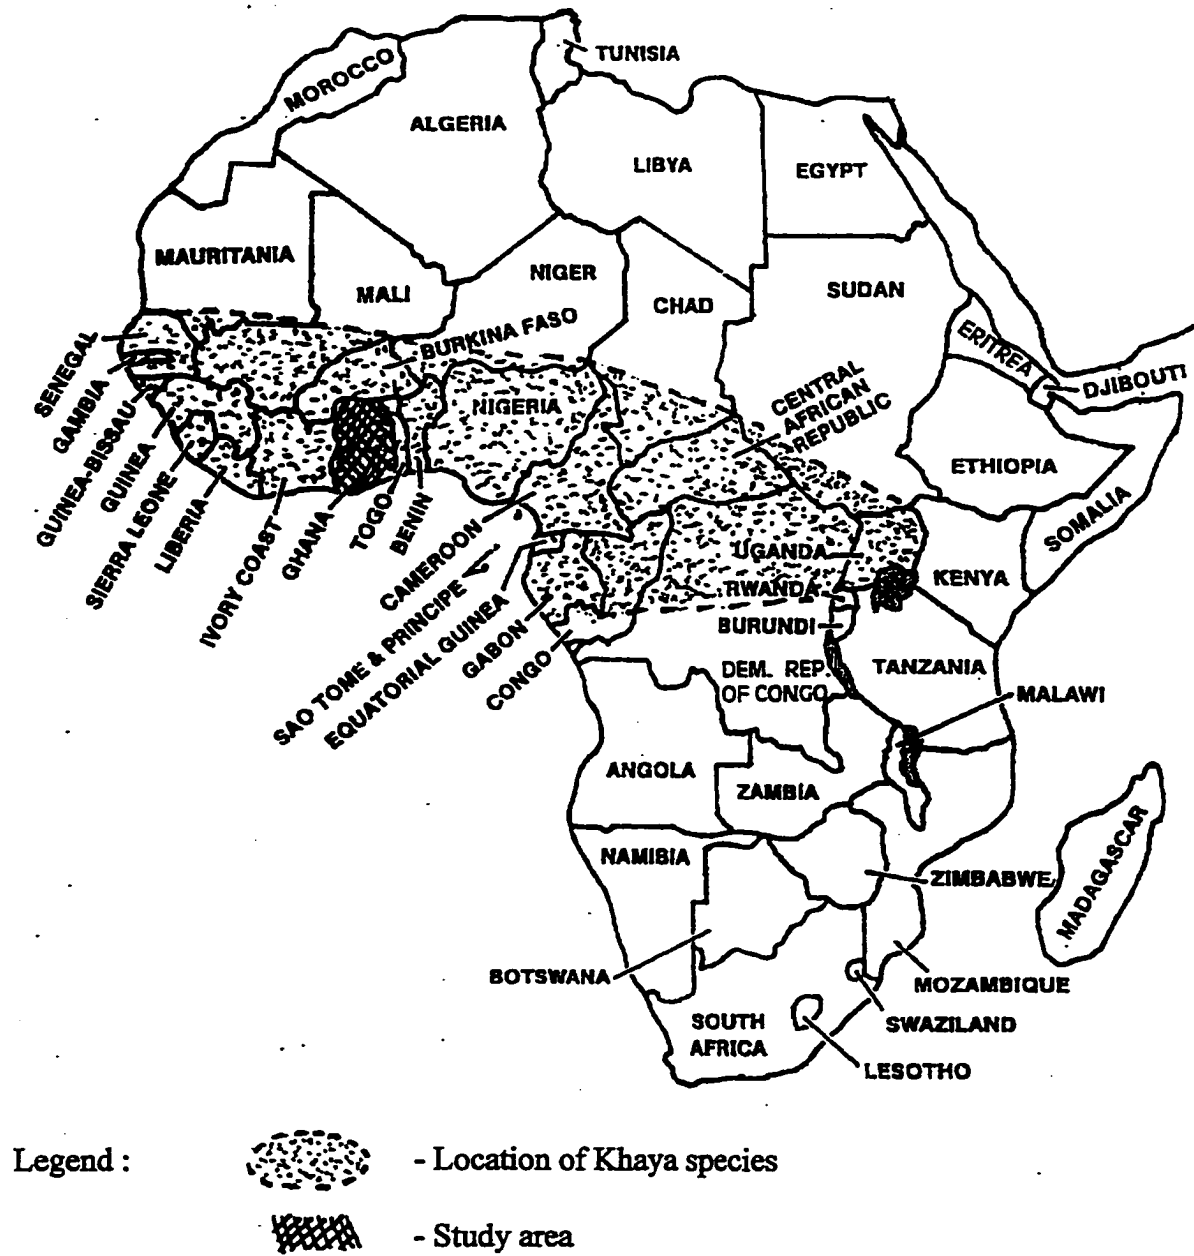 TUNISIA
MOROCCO
ALGERIA
LIBYA
EGYPT
MAURITANIA
MALI
NIGER
CHAD
SUDAN
ERITREA
DJIBOUTI
BURKINA FASO
NIGERIA
CENTRAL
AFRICAN
REPUBLIC
ETHIOPIA
SOMALIA
SENEGAL
GAMBIA
GUINEA-BISSAU
GUINEA
SIERRA LEONE
LIBERIA
IVORY COAST
GHANA
TOGO
BENIN
CAMEROON
SAO TOME & PRINCIPE
EQUATORIAL GUINEA
GABON
CONGO
UGANDA
RWANDA
BURUNDI
KENYA
DEM. REP.
OF CONGO
TANZANIA
MALAWI
ANGOLA
ZAMBIA
NAMIBIA
ZIMBABWE
MADAGASCAR
BOTSWANA
MOZAMBIQUE
SOUTH
AFRICA
SWAZILAND
LESOTHO
Legend :
- Location of Khaya species
- Study area